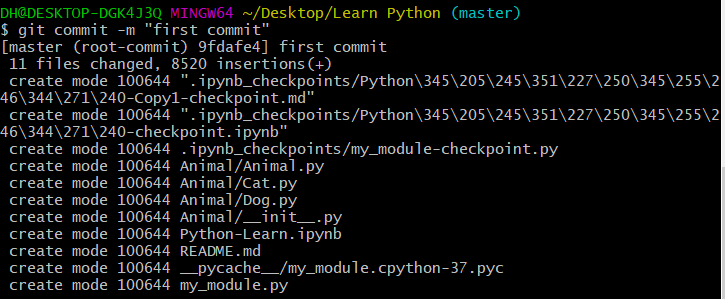 DH@DESKTOP-DGK4J3Q MINGW64 ~/Desktop/Learn Python (master)
$ git commit -m "first commit"
[master (root-commit) 9fdafe4] first commit
 11 files changed, 8520 insertions(+)
 create mode 100644 ".ipynb_checkpoints/Python\345\205\245\351\227\250\345\255\2
46\344\271\240-Copy1-checkpoint.md"
 create mode 100644 ".ipynb_checkpoints/Python\345\205\245\351\227\250\345\255\2
46\344\271\240-checkpoint.ipynb"
 create mode 100644 .ipynb_checkpoints/my_module-checkpoint.py
 create mode 100644 Animal/Animal.py
 create mode 100644 Animal/Cat.py
 create mode 100644 Animal/Dog.py
 create mode 100644 Animal/__init__.py
 create mode 100644 Python-Learn.ipynb
 create mode 100644 README.md
 create mode 100644 __pycache__/my_module.cpython-37.pyc
 create mode 100644 my_module.py